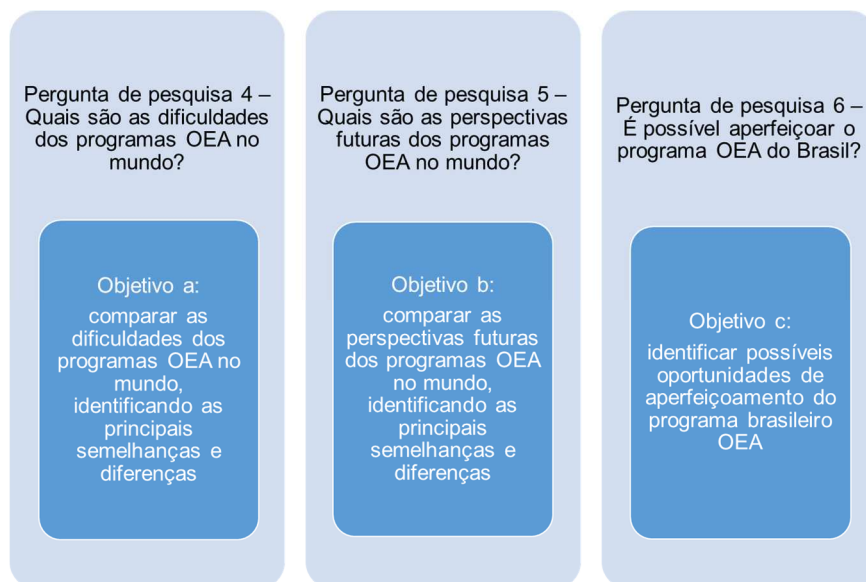 Pergunta de pesquisa 4 –
Quais são as dificuldades
dos programas OEA no
mundo?
Objetivo a:
comparar as
dificuldades dos
programas OEA no
mundo,
identificando as
principais
semelhanças e
diferenças
Pergunta de pesquisa 5 –
Quais são as perspectivas
futuras dos programas
OEA no mundo?
Objetivo b:
comparar as
perspectivas futuras
dos programas OEA
no mundo,
identificando as
principais
semelhanças e
diferenças
Pergunta de pesquisa 6 –
É possível aperfeiçoar o
programa OEA do Brasil?
Objetivo c:
identificar possíveis
oportunidades de
aperfeiçoamento do
programa brasileiro
OEA